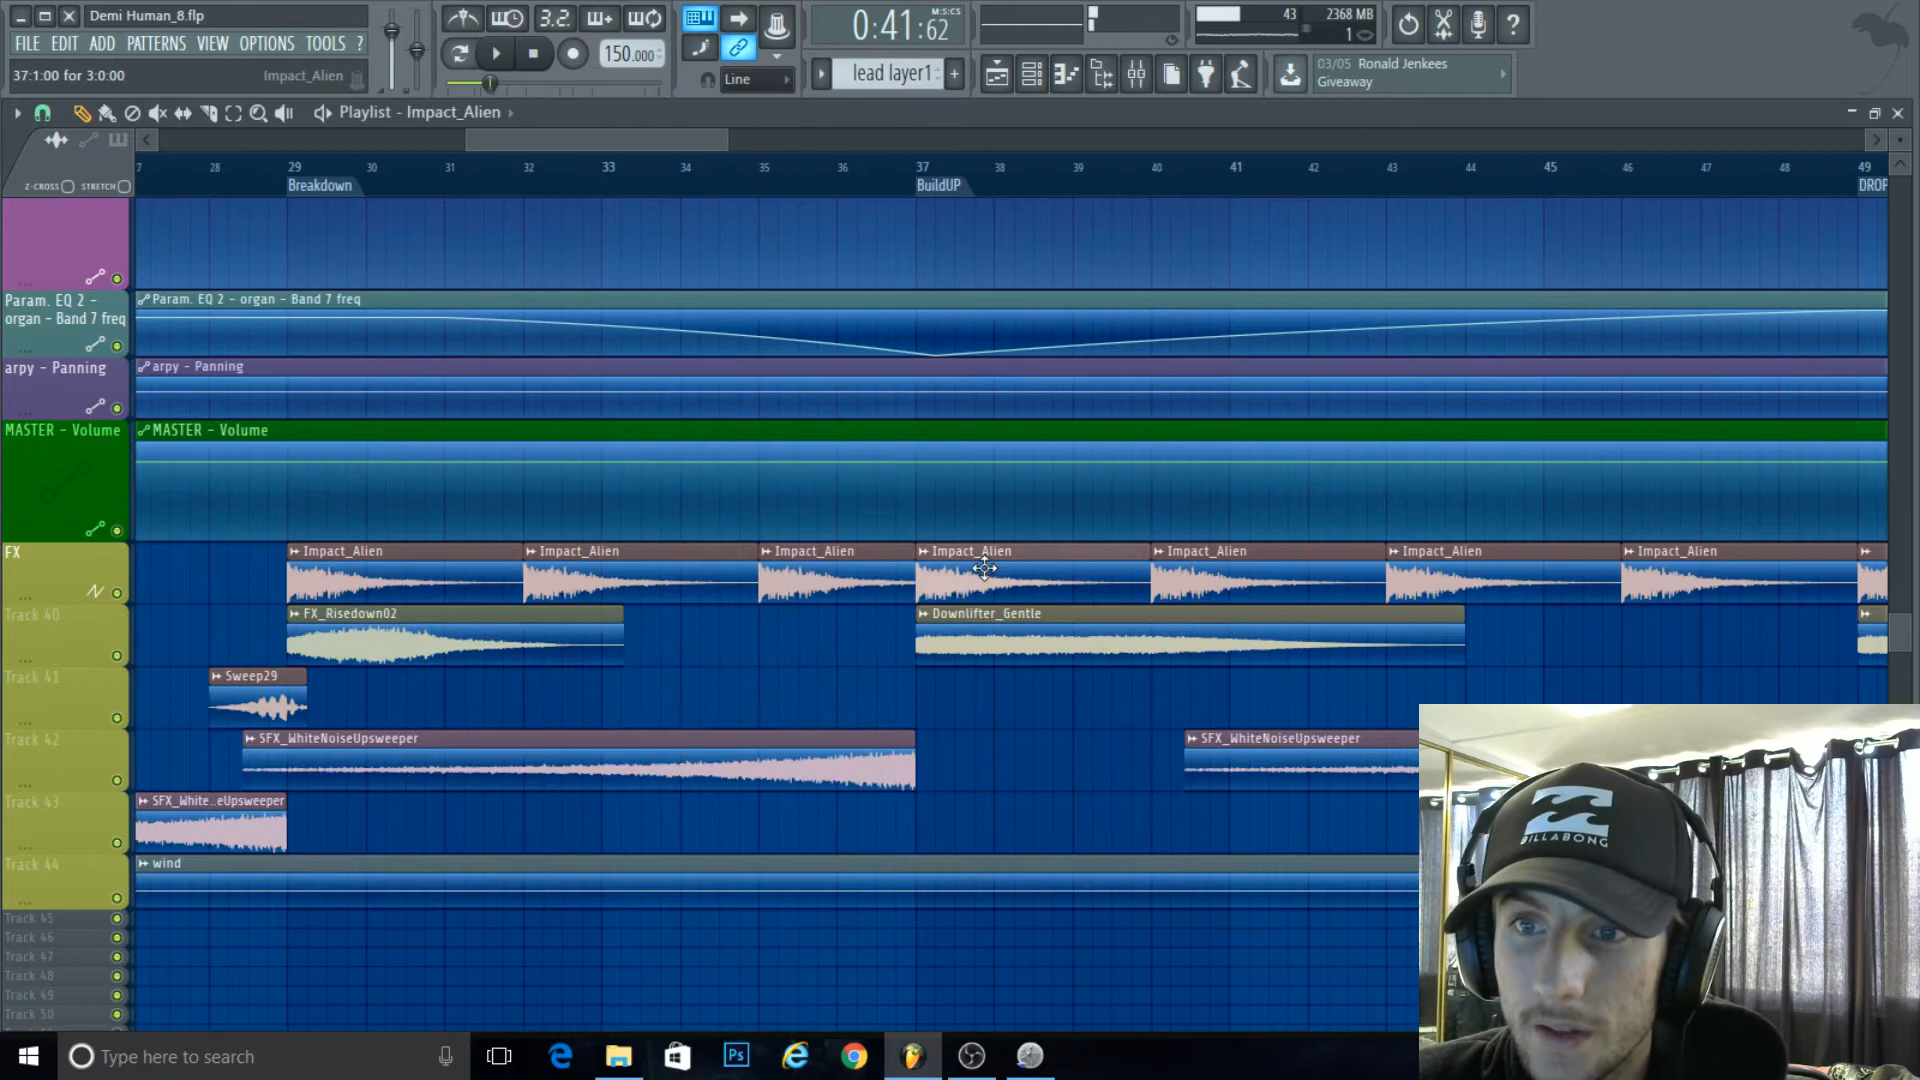 Demi Human_8.flp
FILE EDIT ADD PATTERNS VIEW OPTIONS TOOLS ?
37:1:00 for 3:0:00 Impact_Alien
3.2.
150.000
Line
0:41:62
M:S:CS
lead layer1
43
2368 MB
1
03/05 Ronald Jenkees
Giveaway
Playlist - Impact_Alien
Z-CROSS STRETCH
7 28 29 30 31 32 33 34 35 36 37 38 39 40 41 42 43 44 45 46 47 48 49
Breakdown BuildUP DROP
Param. EQ 2 -
organ - Band 7 freq
Param. EQ 2 - organ - Band 7 freq
arpy - Panning
arpy - Panning
MASTER - Volume
MASTER - Volume
FX
Impact_Alien Impact_Alien Impact_Alien Impact_Alien Impact_Alien Impact_Alien Impact_Alien
Track 40
FX_Risedown02 Downlifter_Gentle
Track 41
Sweep29
Track 42
SFX_WhiteNoiseUpsweeper SFX_WhiteNoiseUpsweeper
Track 43
SFX_White..eUpsweeper
Track 44
wind
Track 45
Track 46
Track 47
Track 48
Track 49
Track 50
BILLABONG
Type here to search
Ps